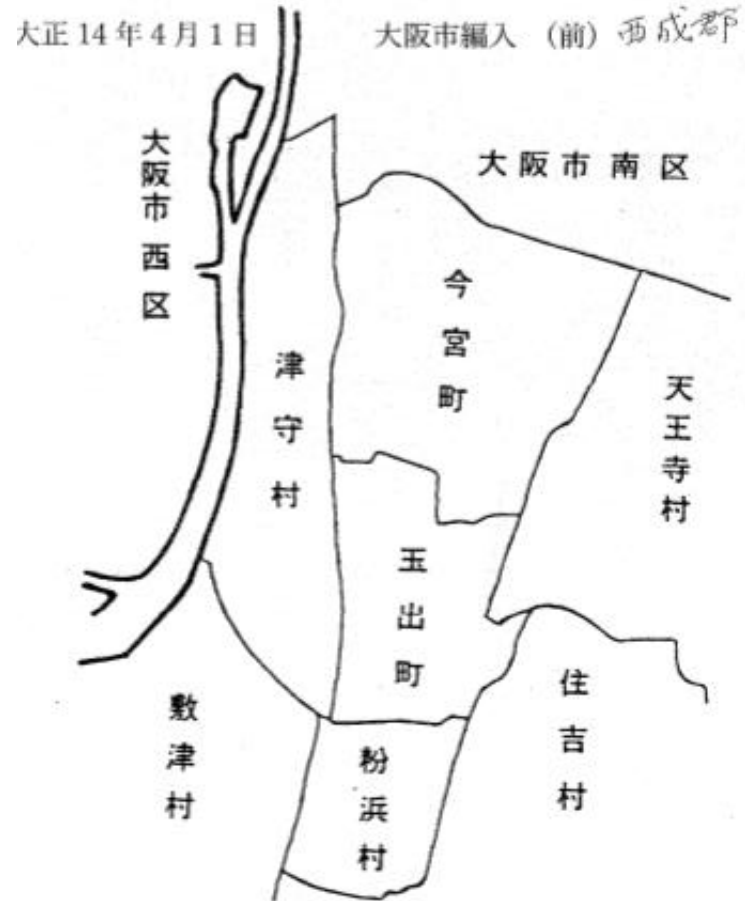 大正14年4月1日　　大阪市編入　(前)　西成郡
大阪市西区
大阪市南区
今宮町
津守村
天王寺村
玉出町
住吉村
敷津村
粉浜村